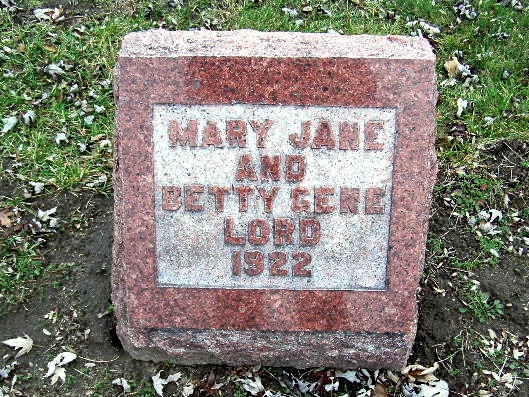 MARY JANE
AND
BETTY GENE
LORD
1922